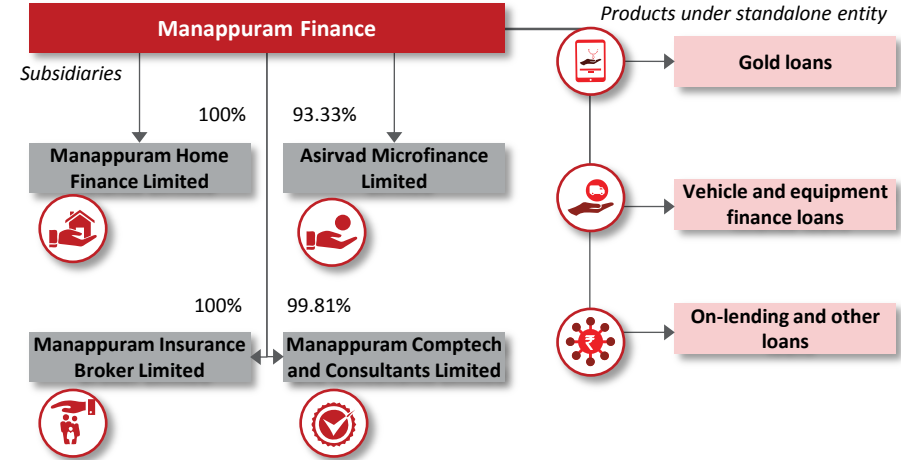 Products under standalone entity
Manappuram Finance
Subsidiaries
Gold loans
100%
93.33%
Manappuram Home
Finance Limited
Asirvad Microfinance
Limited
Vehicle and equipment
finance loans
100%
99.81%
On-lending and other
loans
Manappuram Insurance
Broker Limited
Manappuram Comptech
and Consultants Limited
₹